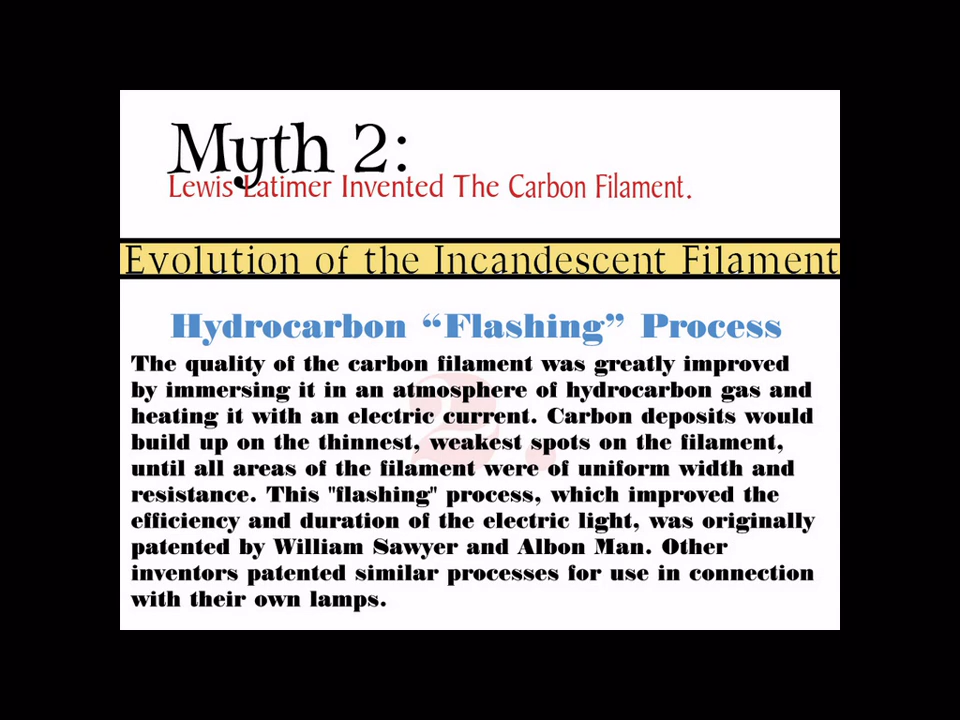 Myth 2:
Lewis Latimer Invented The Carbon Filament.
Evolution of the Incandescent Filament
Hydrocarbon “Flashing” Process
The quality of the carbon filament was greatly improved
by immersing it in an atmosphere of hydrocarbon gas and
heating it with an electric current. Carbon deposits would
build up on the thinnest, weakest spots on the filament,
until all areas of the filament were of uniform width and
resistance. This "flashing" process, which improved the
efficiency and duration of the electric light, was originally
patented by William Sawyer and Albon Man. Other
inventors patented similar processes for use in connection
with their own lamps.
2.